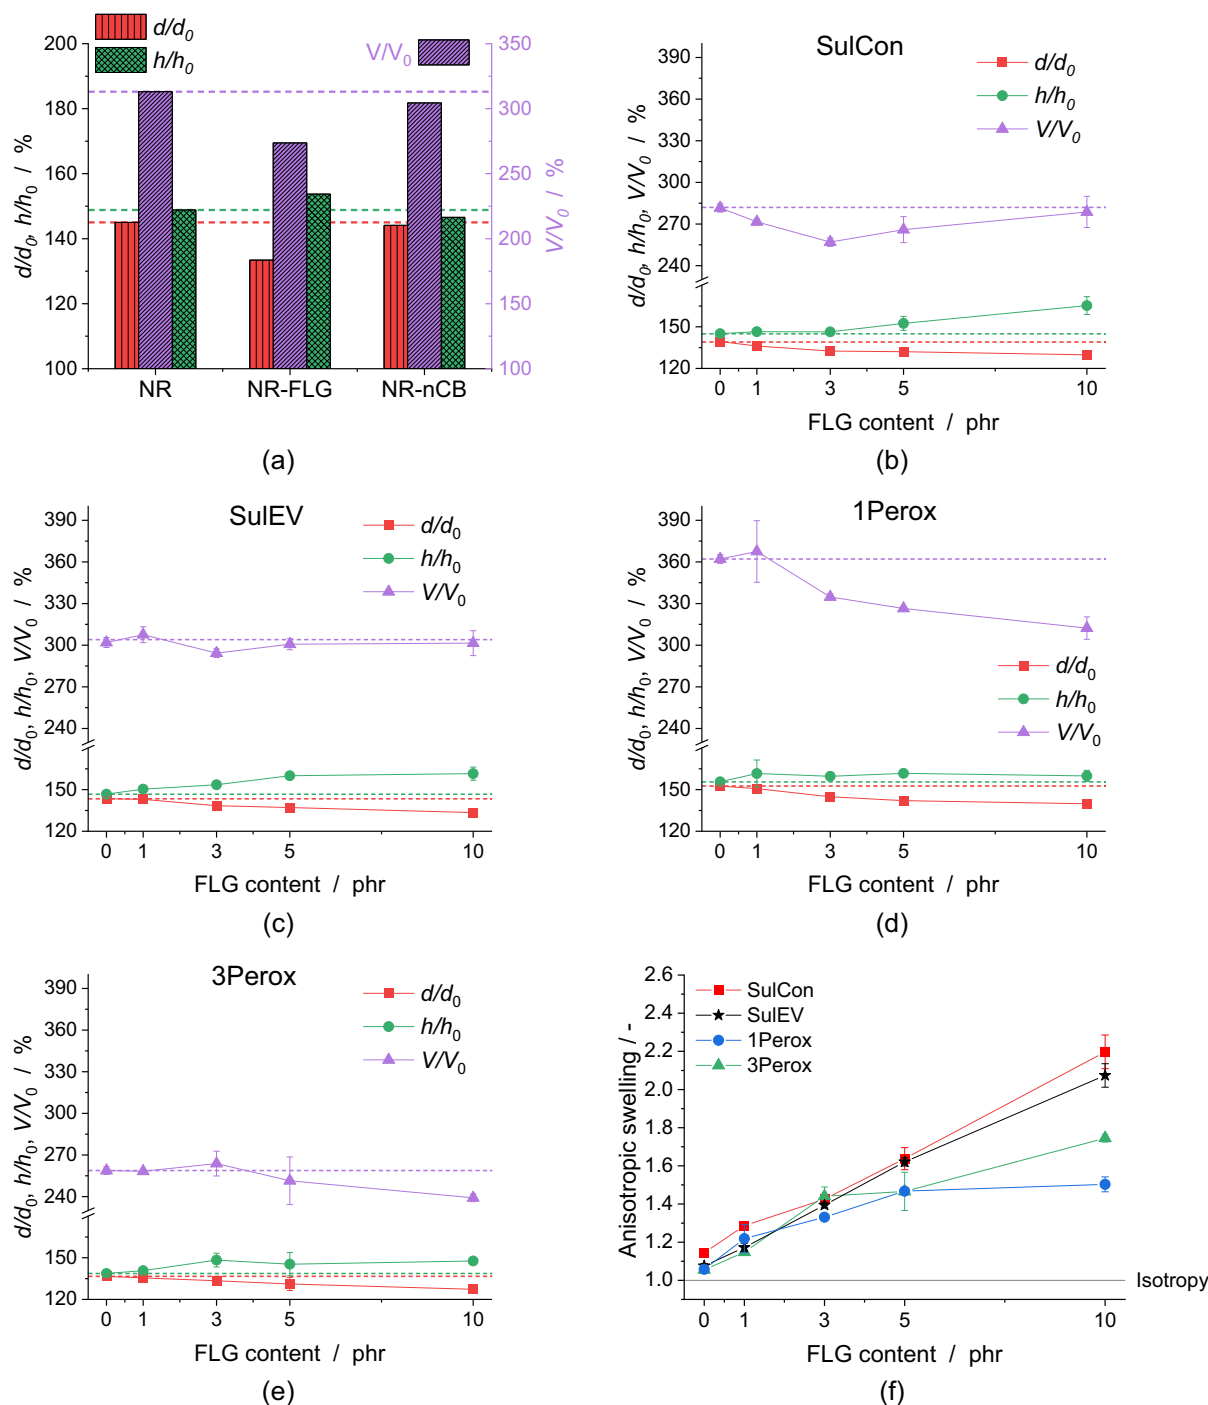 d/d0
h/h0
V/V0
200
180
160
140
120
100
d/d0, h/h0 / %
350
300
250
200
150
100
V/V0 / %
NR
NR-FLG
NR-nCB
(a)
SulCon
d/d0
h/h0
V/V0
390
360
330
300
270
240
150
120
d/d0, h/h0, V/V0 / %
0 1 3 5 10
FLG content / phr
(b)
SulEV
d/d0
h/h0
V/V0
390
360
330
300
270
240
150
120
d/d0, h/h0, V/V0 / %
0 1 3 5 10
FLG content / phr
(c)
1Perox
d/d0
h/h0
V/V0
390
360
330
300
270
240
150
120
d/d0, h/h0, V/V0 / %
0 1 3 5 10
FLG content / phr
(d)
3Perox
d/d0
h/h0
V/V0
390
360
330
300
270
240
150
120
d/d0, h/h0, V/V0 / %
0 1 3 5 10
FLG content / phr
(e)
SulCon
SulEV
1Perox
3Perox
2.6
2.4
2.2
2.0
1.8
1.6
1.4
1.2
1.0
Anisotropic swelling / -
Isotropy
0 1 3 5 10
FLG content / phr
(f)